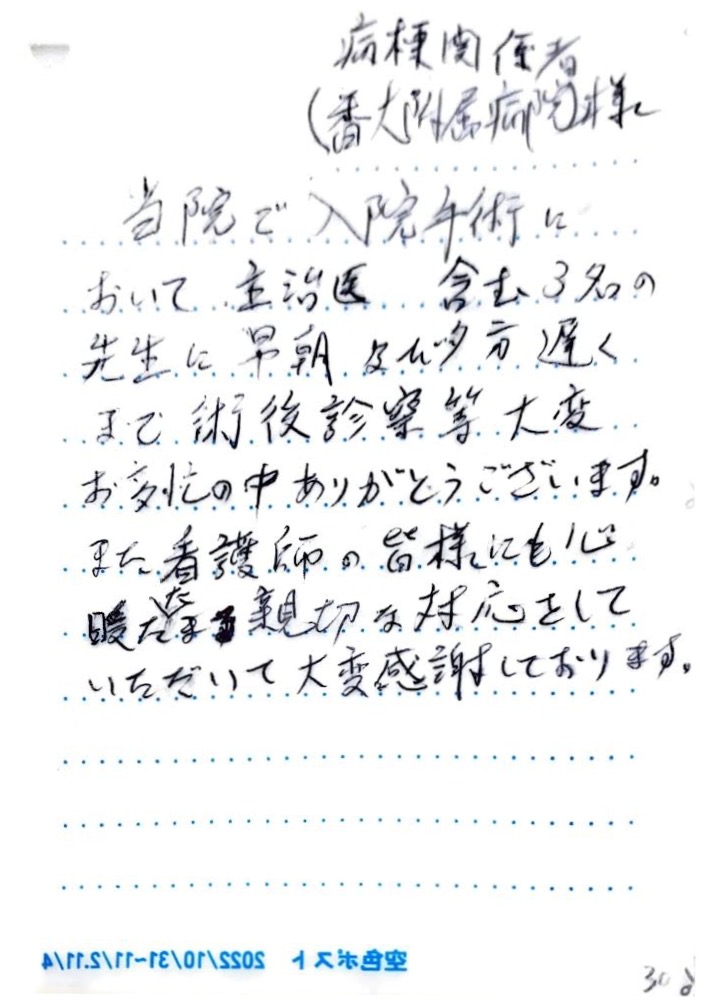 病棟関係者
(香大附属病院)様
当院で入院手術に
おいて主治医 含む3名の
先生に早朝及び夕方遅く
まで術後診察等大変
お多忙の中ありがとうございます。
また看護師の皆様にも心
暖 親切な対応をして
いただいて大変感謝しております。
空色ポスト 2022/10/31~11/2.11/4